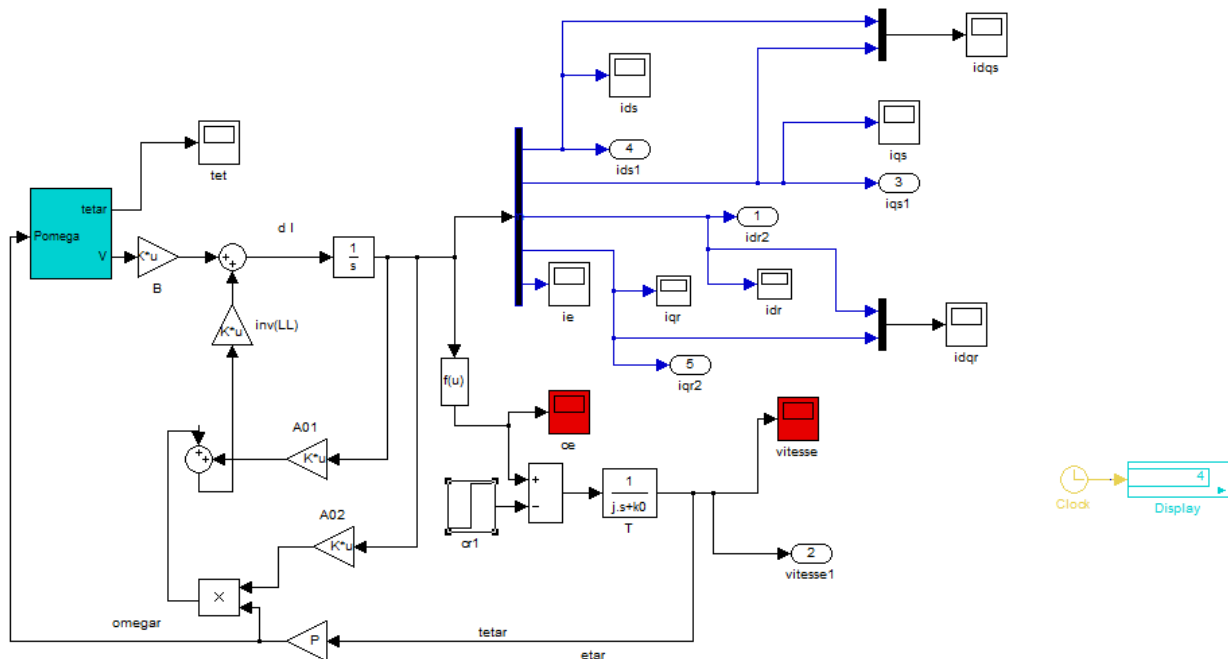 idqs
ids
iqs
4
ids1
3
iqs1
tet
tetar
Pomega
V
K*u
B
+
+
d I
1
s
1
idr2
ie
iqr
idr
K*u
inv(LL)
idqr
f(u)
5
iqr2
ce
vitesse
A01
K*u
+
+
+
−
1
j.s+k0
T
cr1
Clock
4
Display
A02
K*u
2
vitesse1
×
omegar
P
tetar
etar